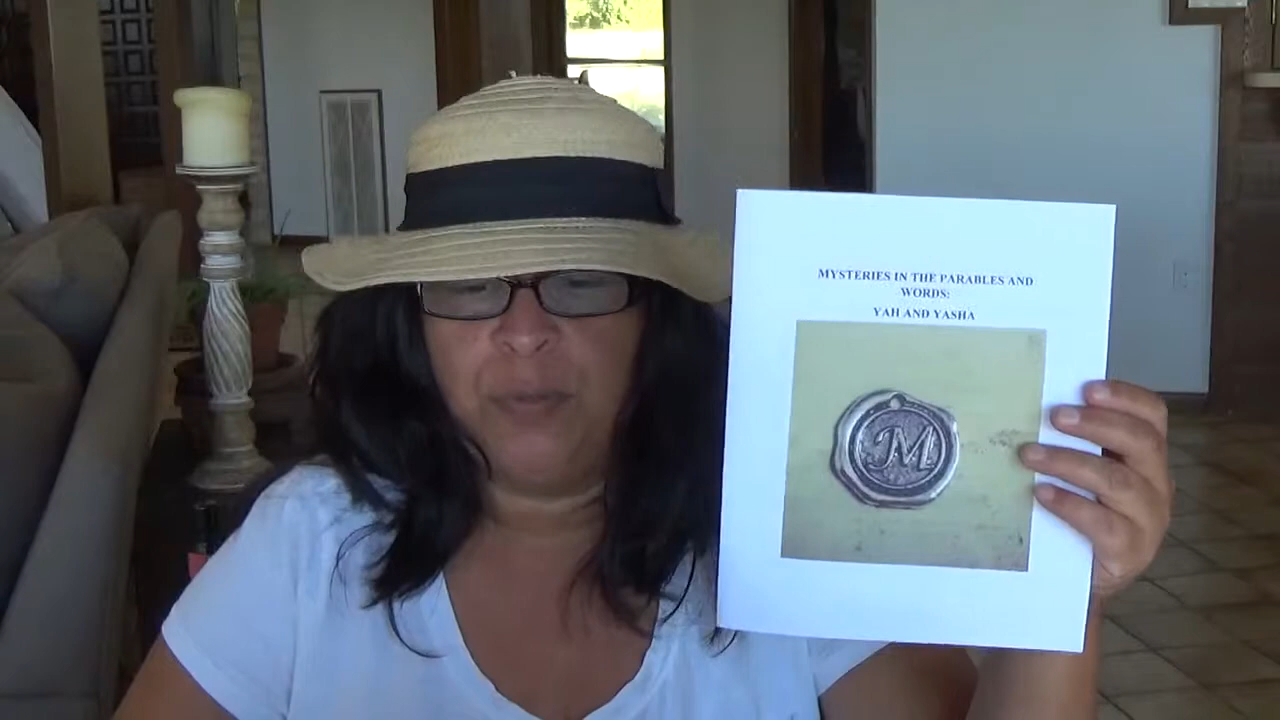 MYSTERIES IN THE PARABLES AND
WORDS:
YAH AND YASHA
M